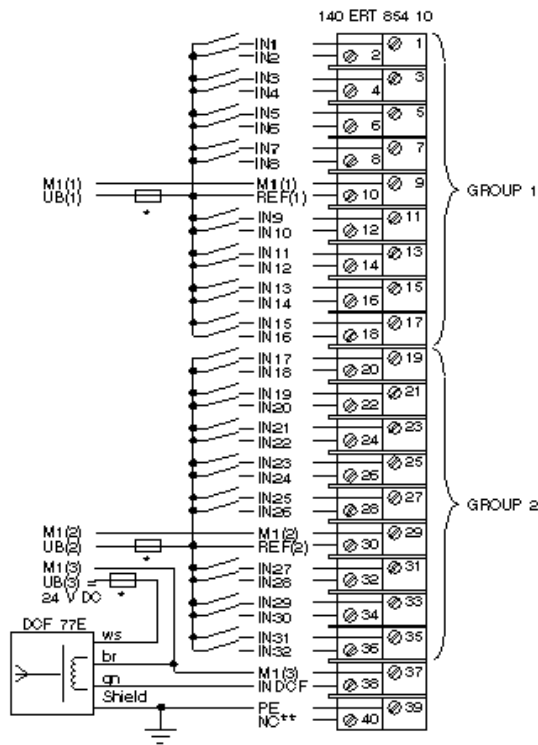 140 ERT 854 10
IN1 1
IN2 2
IN3 3
IN4 4
IN5 5
IN6 6
IN7 7
IN8 8
M1(1) M1(1) 9
UB(1) REF(1) 10
*
GROUP 1
IN9 11
IN10 12
IN11 13
IN12 14
IN13 15
IN14 16
IN15 17
IN16 18
IN17 19
IN18 20
IN19 21
IN20 22
IN21 23
IN22 24
IN23 25
IN24 26
IN25 27
IN26 28
GROUP 2
M1(2) M1(2) 29
UB(2) REF(2) 30
*
M1(3) IN27 31
UB(3) = IN28 32
24 V DC *
IN29 33
IN30 34
IN31 35
IN32 36
DCF 77E
ws
br M1(3) 37
gn IN DCF 38
Shield PE 39
NC** 40